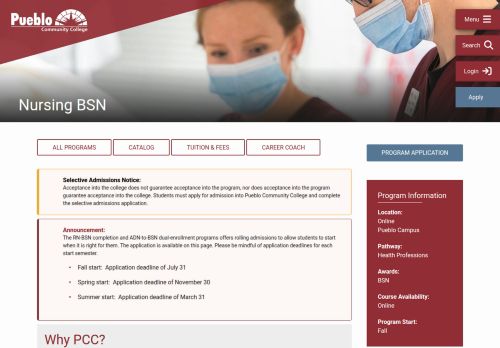 Pueblo
Community College
Menu
Search
Login
Apply
Nursing BSN
ALL PROGRAMS
CATALOG
TUITION & FEES
CAREER COACH
PROGRAM APPLICATION
Selective Admissions Notice:
Acceptance into the college does not guarantee acceptance into the program, nor does acceptance into the program
guarantee acceptance into the college. Students must apply for admission into Pueblo Community College and complete
the selective admissions application.
Announcement:
The RN-BSN completion and ADN-to-BSN dual-enrollment programs offers rolling admissions to allow students to start
when it is right for them. The application is available on this page. Please be mindful of application deadlines for each
start semester.
• Fall start: Application deadline of July 31
• Spring start: Application deadline of November 30
• Summer start: Application deadline of March 31
Why PCC?
Program Information
Location:
Online
Pueblo Campus
Pathway:
Health Professions
Awards:
BSN
Course Availability:
Online
Program Start:
Fall